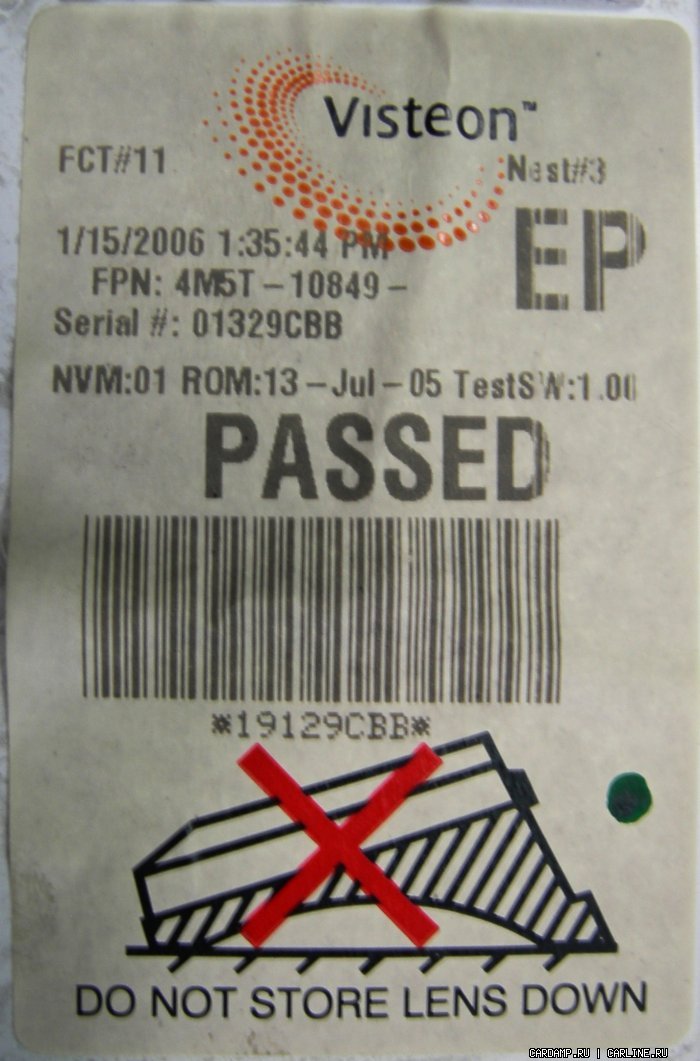 Visteon™
FCT#11 Nest#3
1/15/2006 1:35:44 PM
EP
FPN: 4M5T-10849-
Serial #: 01329CBB
NVM:01 ROM:13-Jul-05 TestSW:1.00
PASSED
*19129CBB*
DO NOT STORE LENS DOWN
CARDAMP.RU | CARLINE.RU